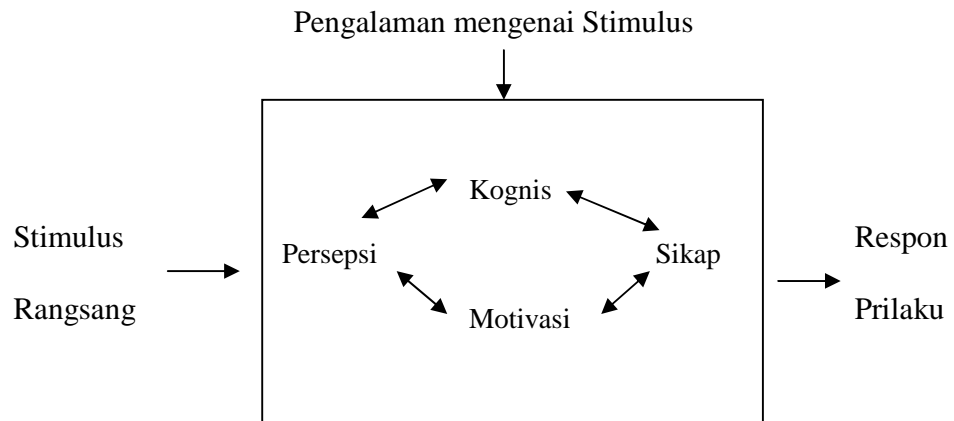 Pengalaman mengenai Stimulus
Kognis
Stimulus
Persepsi
Sikap
Respon
Rangsang
Motivasi
Prilaku